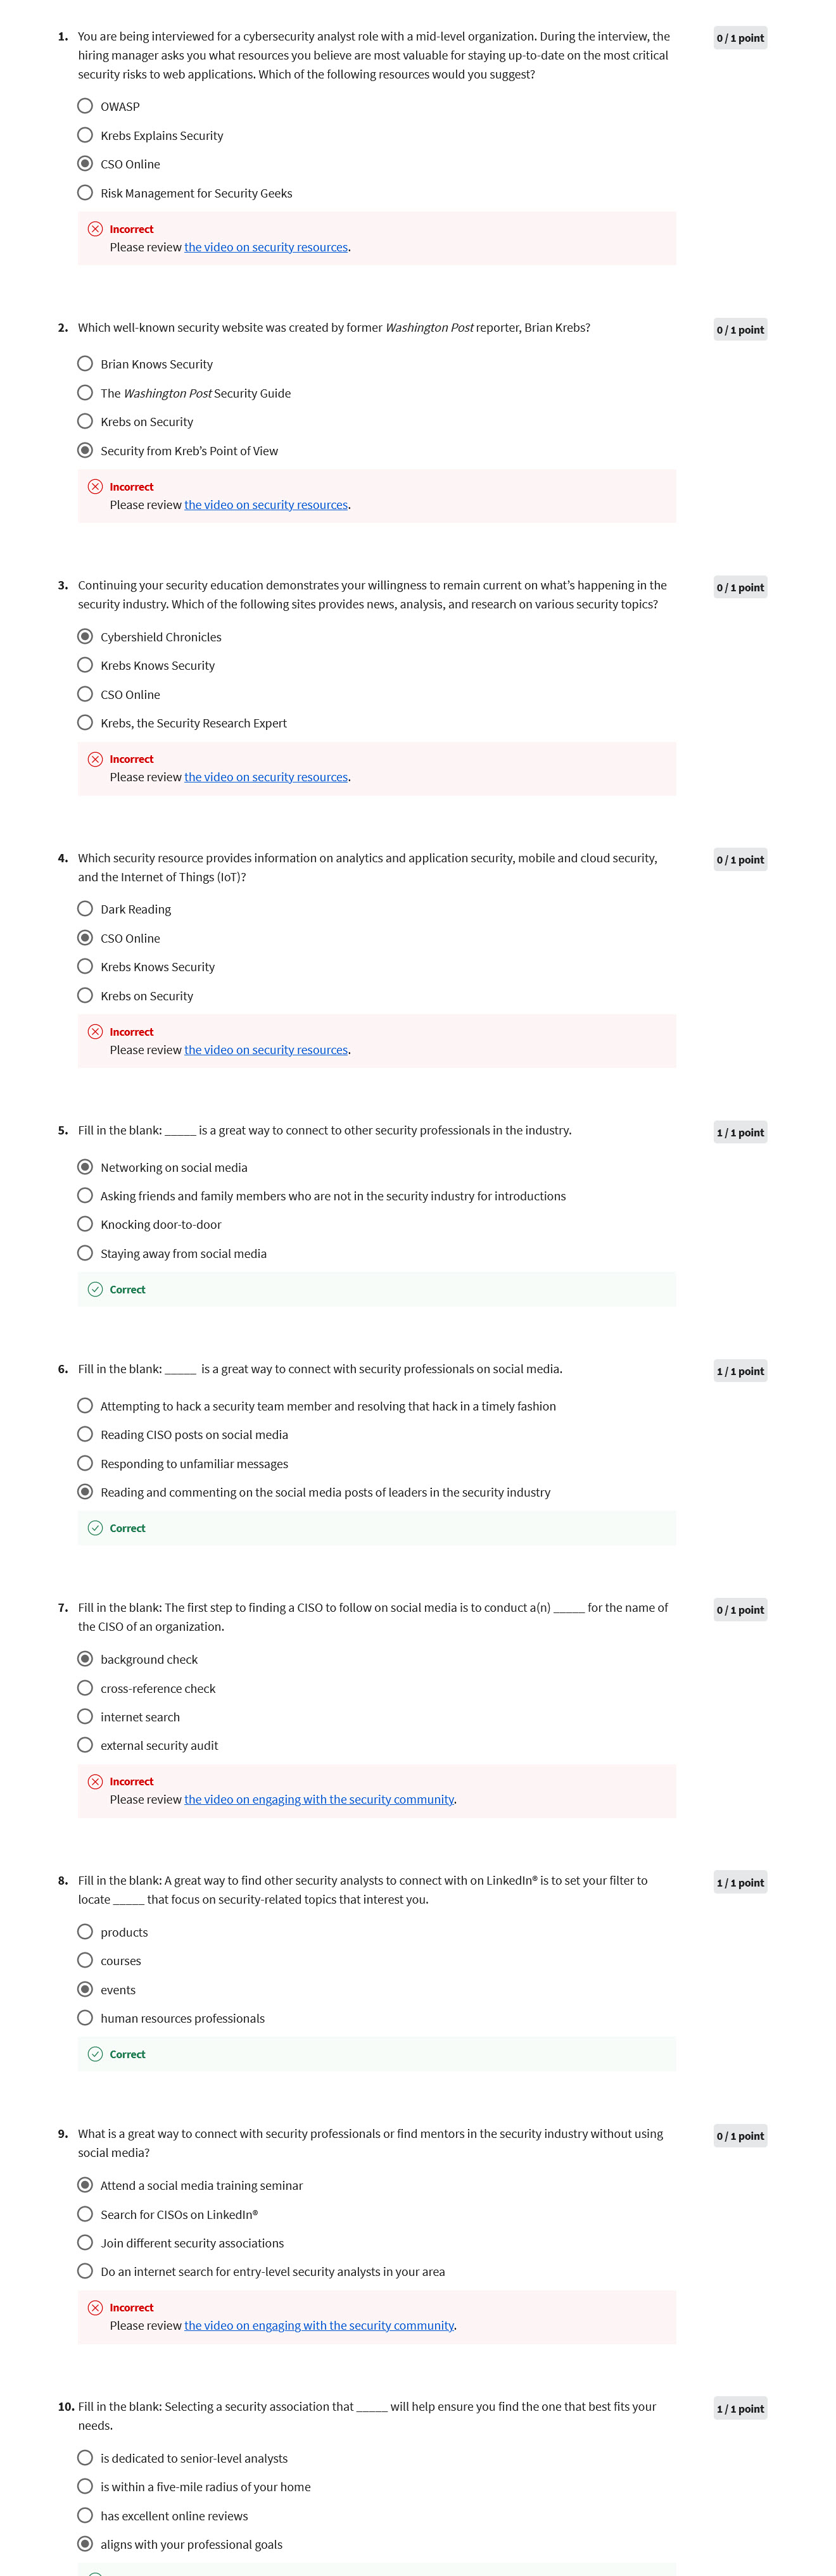 1. You are being interviewed for a cybersecurity analyst role with a mid-level organization. During the interview, the
0 / 1 point
hiring manager asks you what resources you believe are most valuable for staying up-to-date on the most critical
security risks to web applications. Which of the following resources would you suggest?
OWASP
Krebs Explains Security
CSO Online
Risk Management for Security Geeks
Incorrect
Please review the video on security resources.
2. Which well-known security website was created by former Washington Post reporter, Brian Krebs?
0 / 1 point
Brian Knows Security
The Washington Post Security Guide
Krebs on Security
Security from Kreb's Point of View
Incorrect
Please review the video on security resources.
3. Continuing your security education demonstrates your willingness to remain current on what's happening in the
0 / 1 point
security industry. Which of the following sites provides news, analysis, and research on various security topics?
Cybershield Chronicles
Krebs Knows Security
CSO Online
Krebs, the Security Research Expert
Incorrect
Please review the video on security resources.
4. Which security resource provides information on analytics and application security, mobile and cloud security,
0 / 1 point
and the Internet of Things (IoT)?
Dark Reading
CSO Online
Krebs Knows Security
Krebs on Security
Incorrect
Please review the video on security resources.
5. Fill in the blank: _____ is a great way to connect to other security professionals in the industry.
1 / 1 point
Networking on social media
Asking friends and family members who are not in the security industry for introductions
Knocking door-to-door
Staying away from social media
Correct
6. Fill in the blank: _____ is a great way to connect with security professionals on social media.
1 / 1 point
Attempting to hack a security team member and resolving that hack in a timely fashion
Reading CISO posts on social media
Responding to unfamiliar messages
Reading and commenting on the social media posts of leaders in the security industry
Correct
7. Fill in the blank: The first step to finding a CISO to follow on social media is to conduct a(n) _____ for the name of
0 / 1 point
the CISO of an organization.
background check
cross-reference check
internet search
external security audit
Incorrect
Please review the video on engaging with the security community.
8. Fill in the blank: A great way to find other security analysts to connect with on LinkedIn® is to set your filter to
1 / 1 point
locate _____ that focus on security-related topics that interest you.
products
courses
events
human resources professionals
Correct
9. What is a great way to connect with security professionals or find mentors in the security industry without using
0 / 1 point
social media?
Attend a social media training seminar
Search for CISOs on LinkedIn®
Join different security associations
Do an internet search for entry-level security analysts in your area
Incorrect
Please review the video on engaging with the security community.
10. Fill in the blank: Selecting a security association that _____ will help ensure you find the one that best fits your
1 / 1 point
needs.
is dedicated to senior-level analysts
is within a five-mile radius of your home
has excellent online reviews
aligns with your professional goals